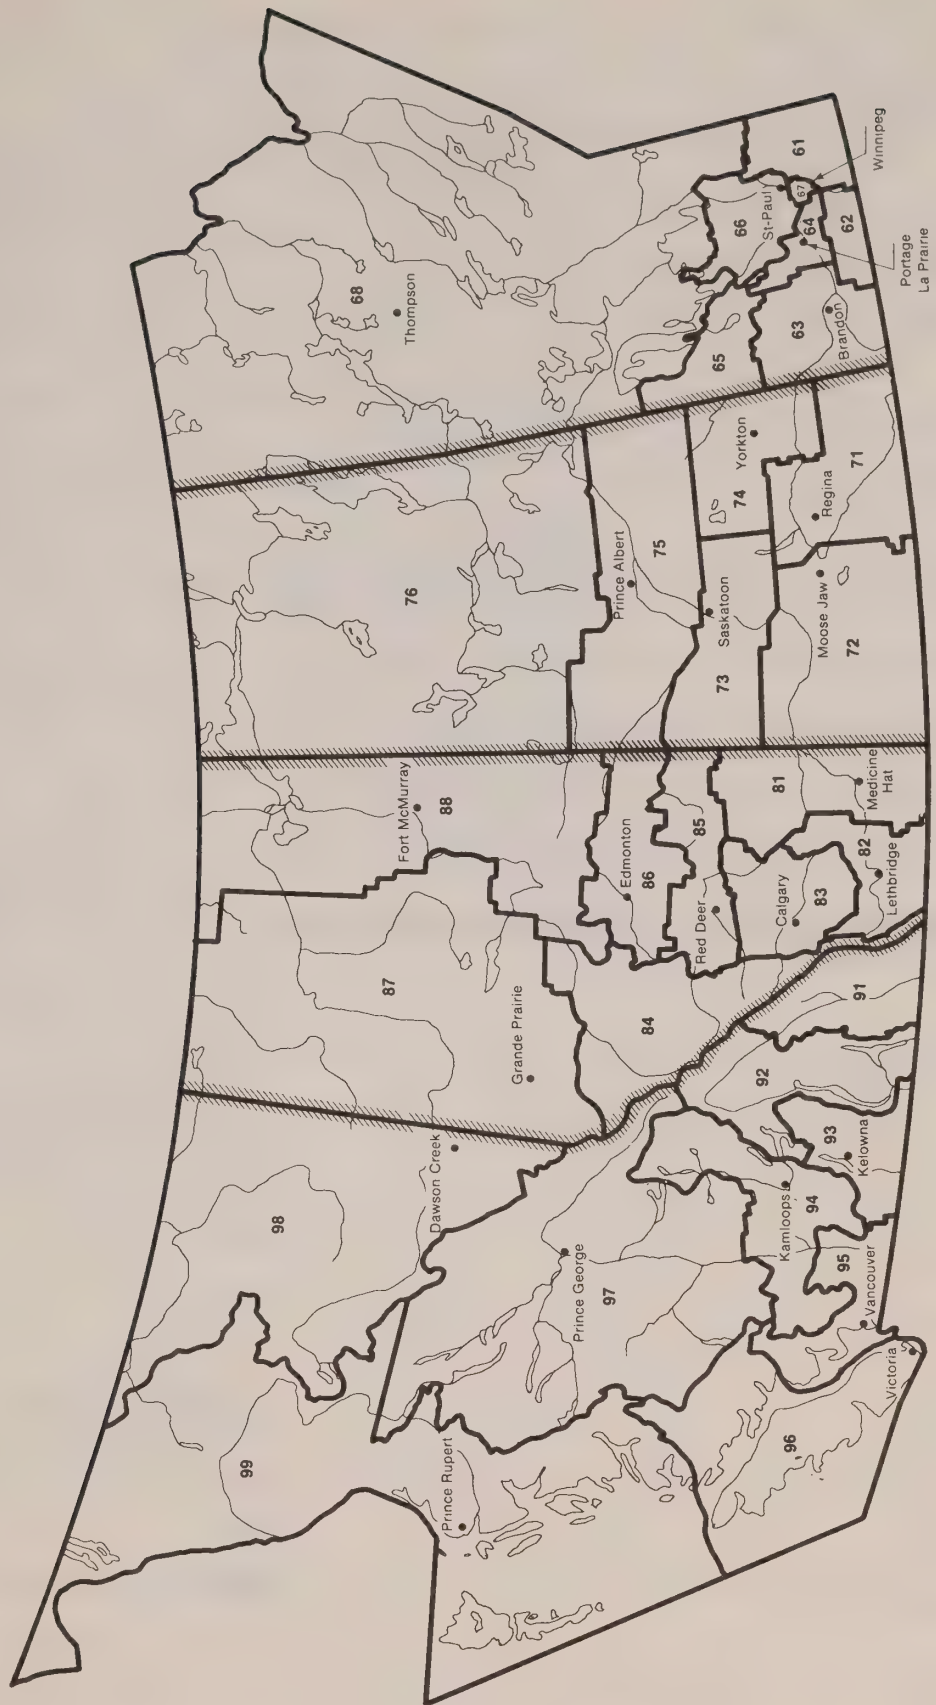 99
98
97
96
95
94
93
92
91
Prince Rupert
Dawson Creek
Prince George
Kamloops
Kelowna
Vancouver
Victoria
87
88
84
86
85
83
82
81
Grande Prairie
Fort McMurray
Edmonton
Red Deer
Calgary
Lethbridge
Medicine
Hat
76
75
74
73
72
71
Prince Albert
Saskatoon
Yorkton
Regina
Moose Jaw
68
66
65
63
64
67
61
62
Thompson
St-Paul
Brandon
Portage
La Prairie
Winnipeg